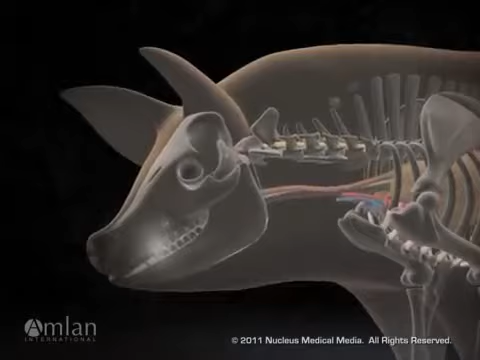 Amlan
INTERNATIONAL
© 2011 Nucleus Medical Media. All Rights Reserved.